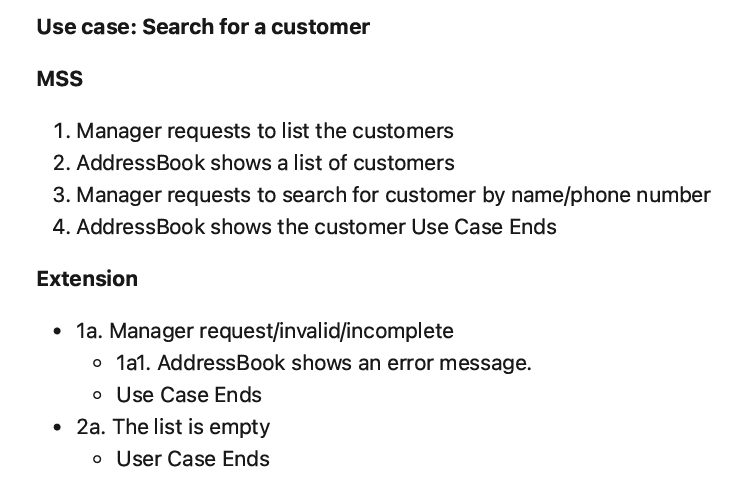 Use case: Search for a customer
MSS
1. Manager requests to list the customers
2. AddressBook shows a list of customers
3. Manager requests to search for customer by name/phone number
4. AddressBook shows the customer Use Case Ends
Extension
• 1a. Manager request/invalid/incomplete
◦ 1a1. AddressBook shows an error message.
◦ Use Case Ends
• 2a. The list is empty
◦ User Case Ends